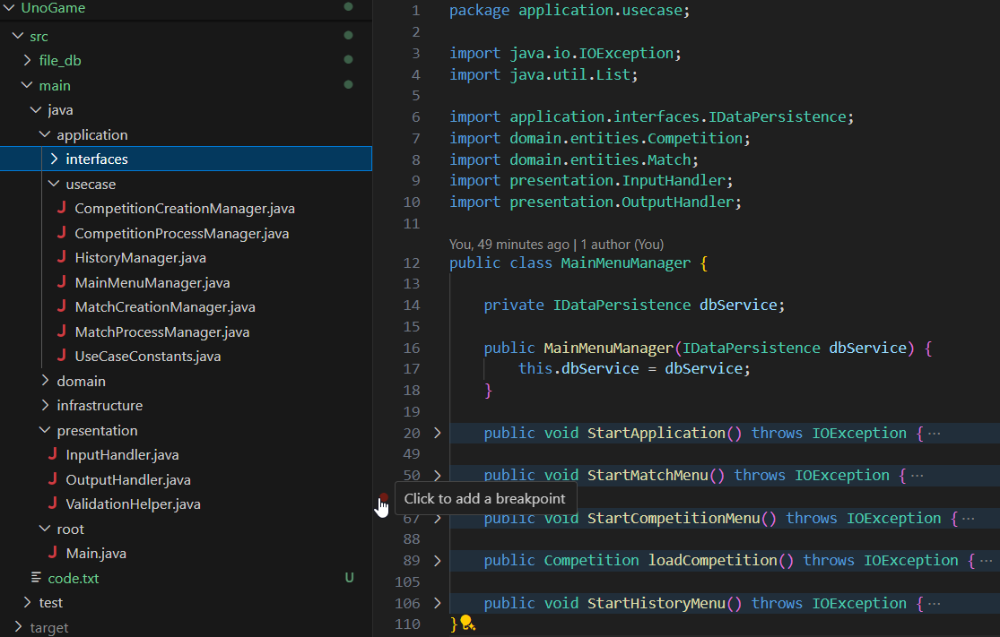 UnoGame
src
file_db
main
java
application
interfaces
usecase
CompetitionCreationManager.java
CompetitionProcessManager.java
HistoryManager.java
MainMenuManager.java
MatchCreationManager.java
MatchProcessManager.java
UseCaseConstants.java
domain
infrastructure
presentation
InputHandler.java
OutputHandler.java
ValidationHelper.java
root
Main.java
code.txt U
test
target
1 package application.usecase;
2
3 import java.io.IOException;
4 import java.util.List;
5
6 import application.interfaces.IDataPersistence;
7 import domain.entities.Competition;
8 import domain.entities.Match;
9 import presentation.InputHandler;
10 import presentation.OutputHandler;
11
You, 49 minutes ago | 1 author (You)
12 public class MainMenuManager {
13
14 private IDataPersistence dbService;
15
16 public MainMenuManager(IDataPersistence dbService) {
17 this.dbService = dbService;
18 }
19
20 public void StartApplication() throws IOException { ···
49
50 public void StartMatchMenu() throws IOException { ···
Click to add a breakpoint
67 public void StartCompetitionMenu() throws IOException { ···
88
89 public Competition loadCompetition() throws IOException { ···
105
106 public void StartHistoryMenu() throws IOException { ···
110 }